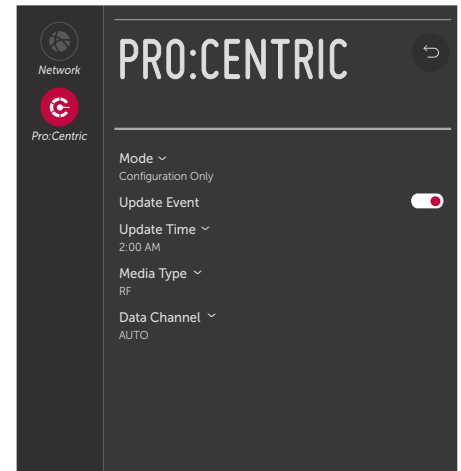 PRO:CENTRIC
Network
Pro:Centric
Mode
Configuration Only
Update Event
Update Time
2:00 AM
Media Type
RF
Data Channel
AUTO